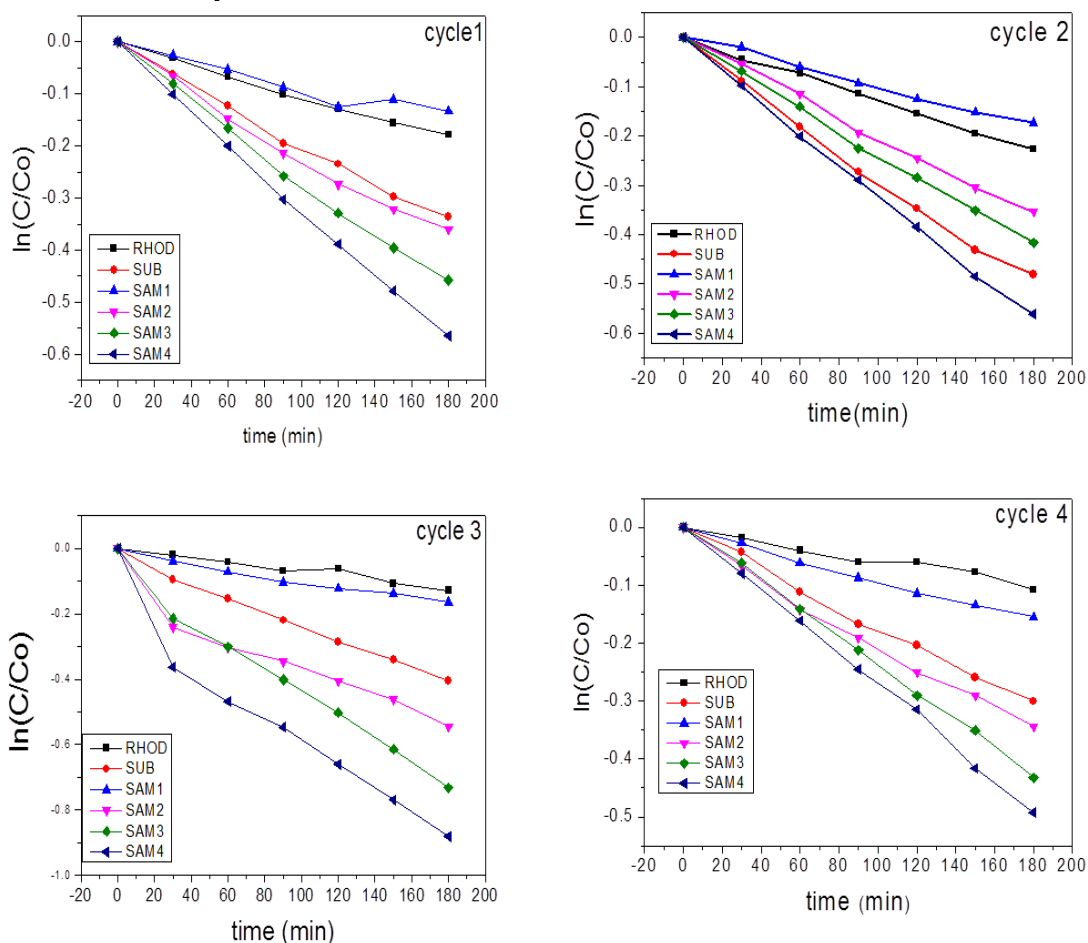 cycle1
ln(C/Co)
0.0
-0.1
-0.2
-0.3
-0.4
-0.5
-0.6
RHOD
SUB
SAM1
SAM2
SAM3
SAM4
-20 0 20 40 60 80 100 120 140 160 180 200
time (min)
cycle 2
ln(C/Co)
0.0
-0.1
-0.2
-0.3
-0.4
-0.5
-0.6
RHOD
SUB
SAM1
SAM2
SAM3
SAM4
-20 0 20 40 60 80 100 120 140 160 180 200
time(min)
cycle 3
ln(C/Co)
0.0
-0.2
-0.4
-0.6
-0.8
-1.0
RHOD
SUB
SAM1
SAM2
SAM3
SAM4
-20 0 20 40 60 80 100 120 140 160 180 200
time (min)
cycle 4
ln(C/Co)
0.0
-0.1
-0.2
-0.3
-0.4
-0.5
RHOD
SUB
SAM1
SAM2
SAM3
SAM4
-20 0 20 40 60 80 100 120 140 160 180 200
time (min)